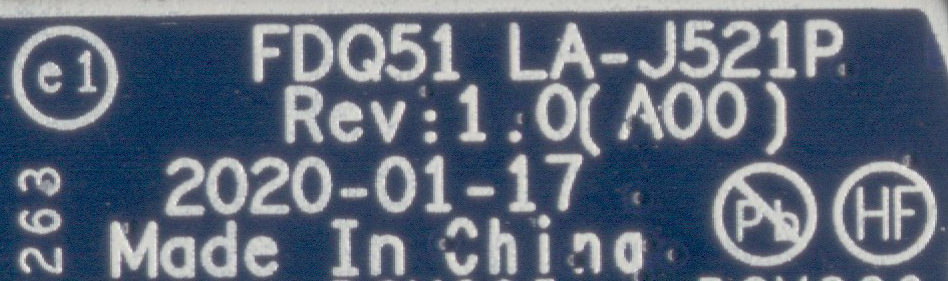 e1
FDQ51 LA-J521P
Rev:1.0(A00)
2020-01-17
Made In China
263
Pb
HF